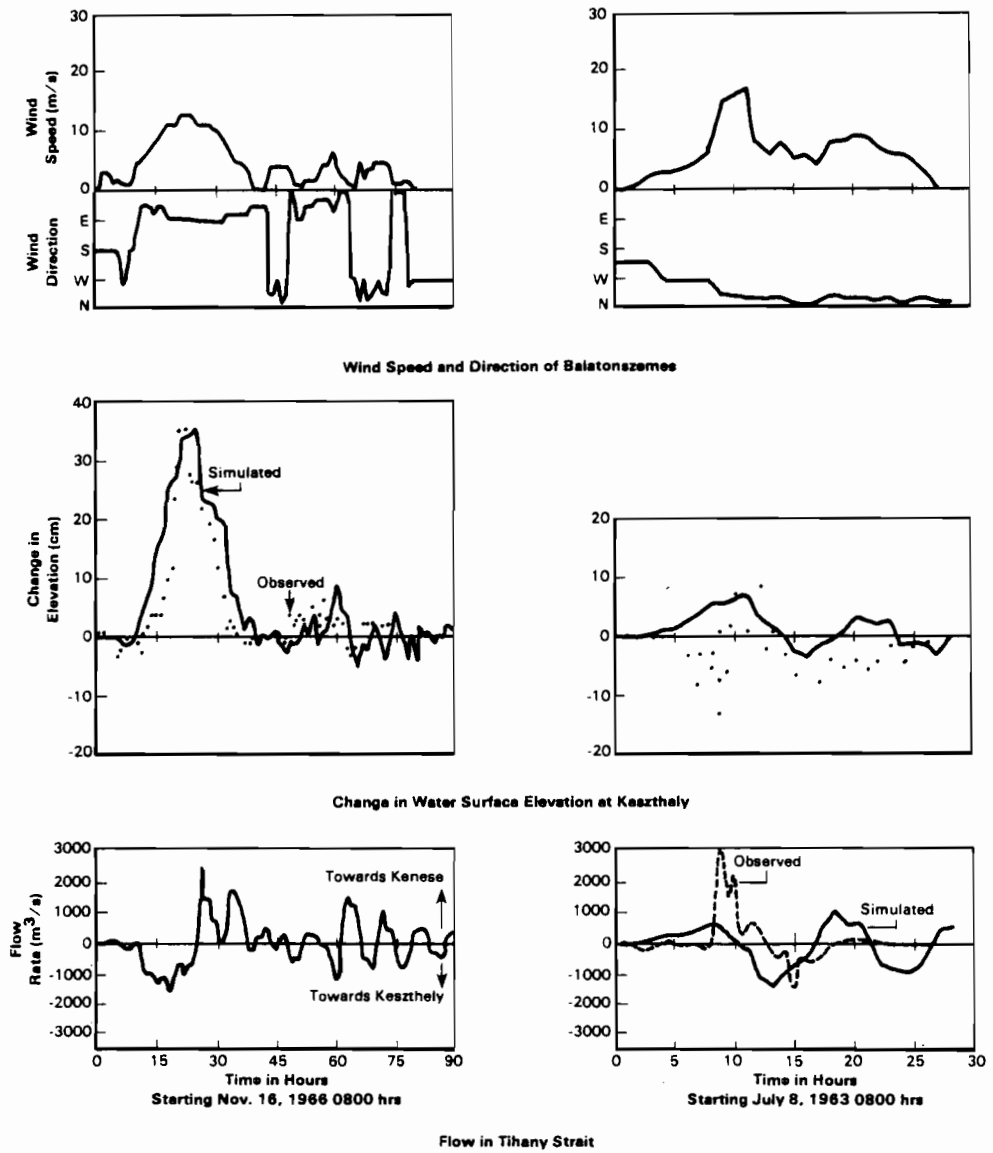 30
20
10
0
Wind
Speed (m/s)
E
S
W
N
Wind
Direction
30
20
10
0
E
S
W
N
Wind Speed and Direction of Balatonszemes
40
30
20
10
0
-10
-20
Change in
Elevation (cm)
Simulated
Observed
20
10
0
-10
-20
Change in Water Surface Elevation at Kaszthaly
3000
2000
1000
0
-1000
-2000
-3000
Flow
Rate (m³/s)
Towards Kenese
Towards Keszthely
0 15 30 45 60 75 90
Time in Hours
Starting Nov. 16, 1966 0800 hrs
3000
2000
1000
0
-1000
-2000
-3000
Observed
Simulated
0 5 10 15 20 25 30
Time in Hours
Starting July 8, 1963 0800 hrs
Flow in Tihany Strait